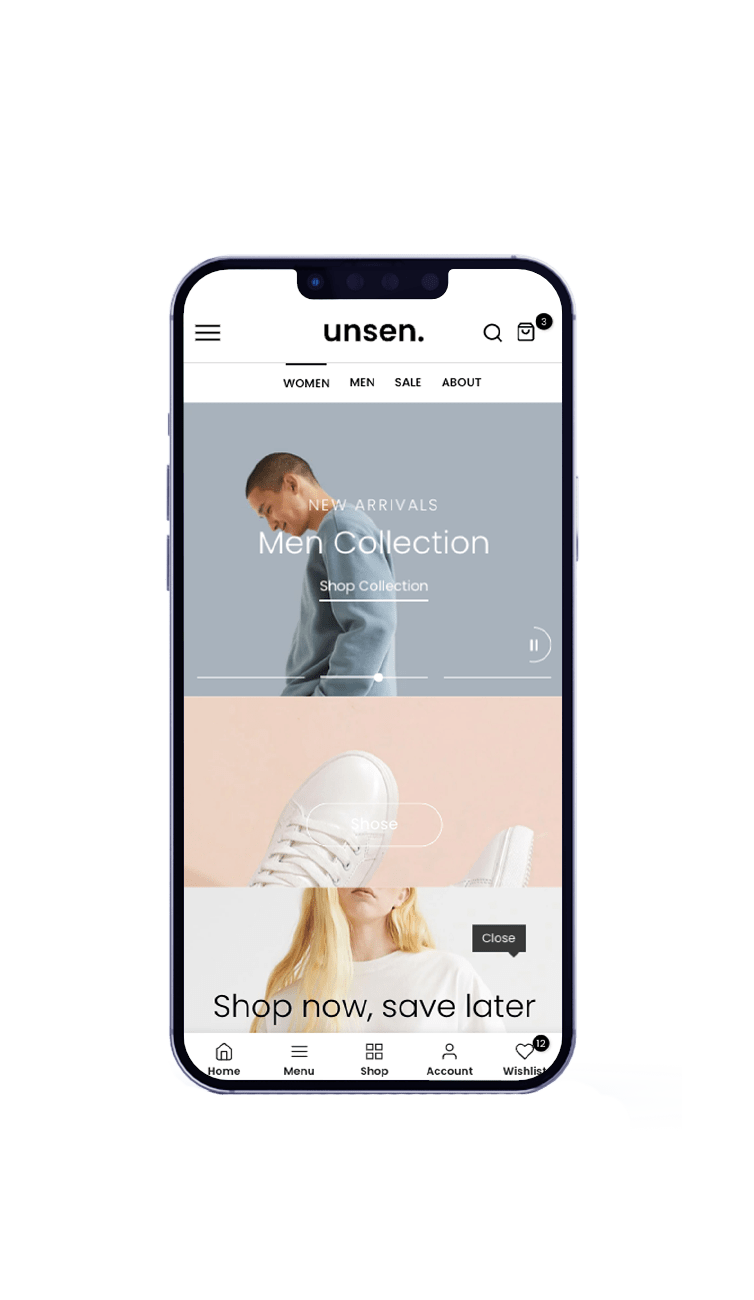 unsen.
3
WOMEN MEN SALE ABOUT
NEW ARRIVALS
Men Collection
Shop Collection
Shose
Close
Shop now, save later
12
Home Menu Shop Account Wishlist